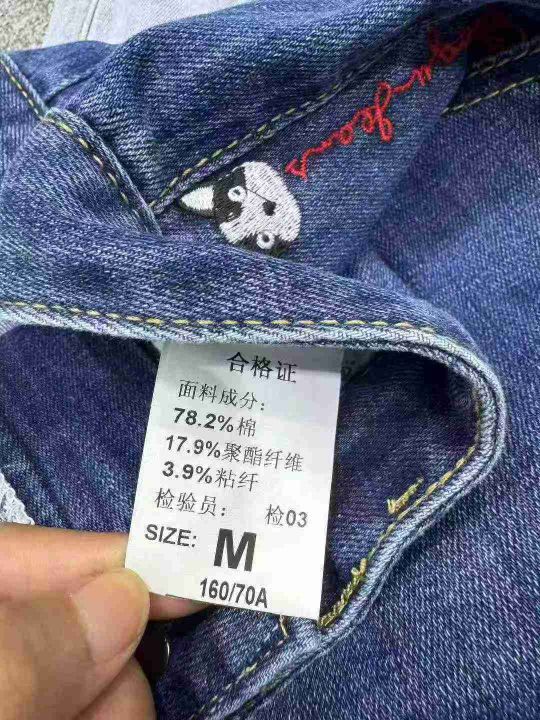 Jeans
合格证
面料成分：
78.2%棉
17.9%聚酯纤维
3.9%粘纤
检验员： 检03
SIZE: M
160/70A